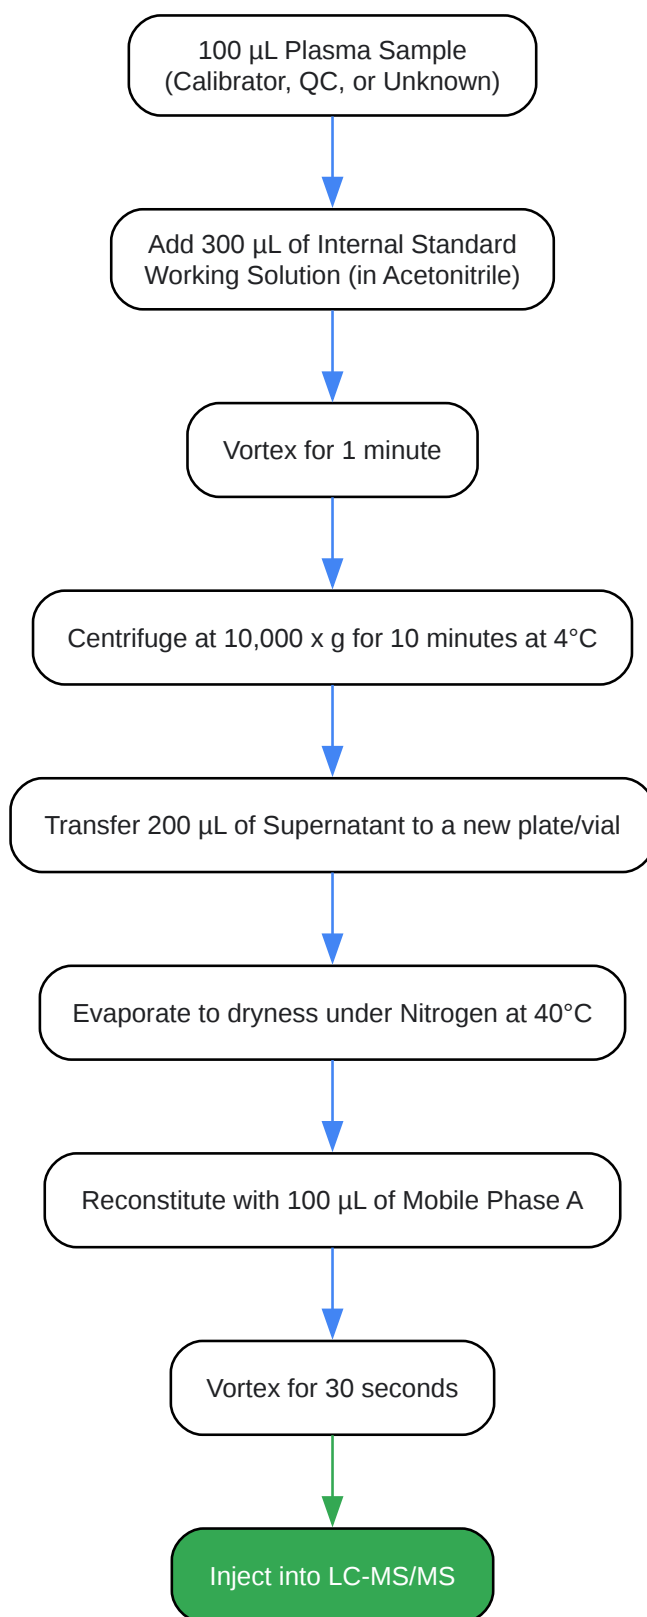 100 µL Plasma Sample
(Calibrator, QC, or Unknown)
Add 300 µL of Internal Standard
Working Solution (in Acetonitrile)
Vortex for 1 minute
Centrifuge at 10,000 x g for 10 minutes at 4°C
Transfer 200 µL of Supernatant to a new plate/vial
Evaporate to dryness under Nitrogen at 40°C
Reconstitute with 100 µL of Mobile Phase A
Vortex for 30 seconds
Inject into LC-MS/MS